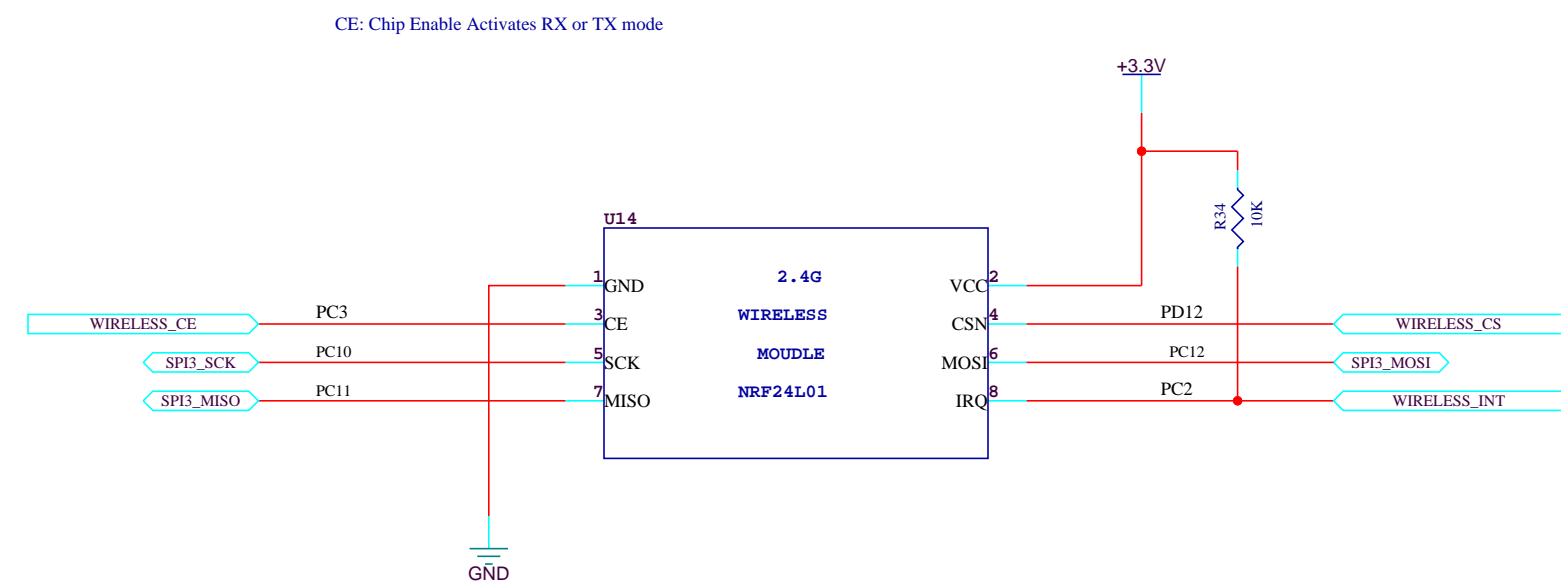 CE: Chip Enable Activates RX or TX mode
+3.3V
R34
10K
U14
1 GND
2.4G
VCC 2
WIRELESS_CE
PC3
3 CE
WIRELESS
CSN 4
PD12
WIRELESS_CS
SPI3_SCK
PC10
5 SCK
MOUDLE
MOSI 6
PC12
SPI3_MOSI
SPI3_MISO
PC11
7 MISO
NRF24L01
IRQ 8
PC2
WIRELESS_INT
GND